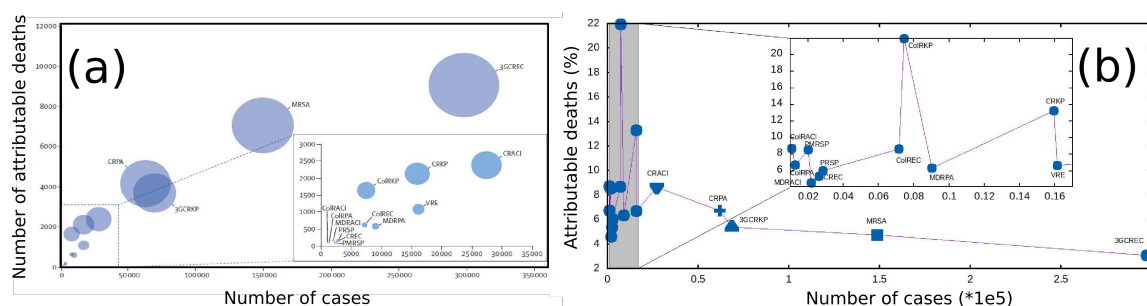 (a)
Number of attributable deaths
12000
10000
8000
6000
4000
2000
0
0
50000
100000
150000
200000
250000
300000
350000
Number of cases
3GCREC
MRSA
CRPA
3GCRKP
3000
2500
2000
1500
1000
500
0
0
5000
10000
15000
20000
25000
30000
35000
CRACI
CRKP
ColRKP
VRE
ColRACI
ColRPA
MDRACI
PRSP
CREC
PMRSP
ColREC
MDRPA
(b)
Attributable deaths (%)
22
20
18
16
14
12
10
8
6
4
2
0
0.5
1
1.5
2
2.5
Number of cases (*1e5)
CRACI
CRPA
3GCRKP
MRSA
3GCREC
20
18
16
14
12
10
8
6
0.02
0.04
0.06
0.08
0.10
0.12
0.14
0.16
ColRKP
CRKP
ColRACI
PMRSP
PRSP
ColRPA
CREC
MDRACI
ColREC
MDRPA
VRE